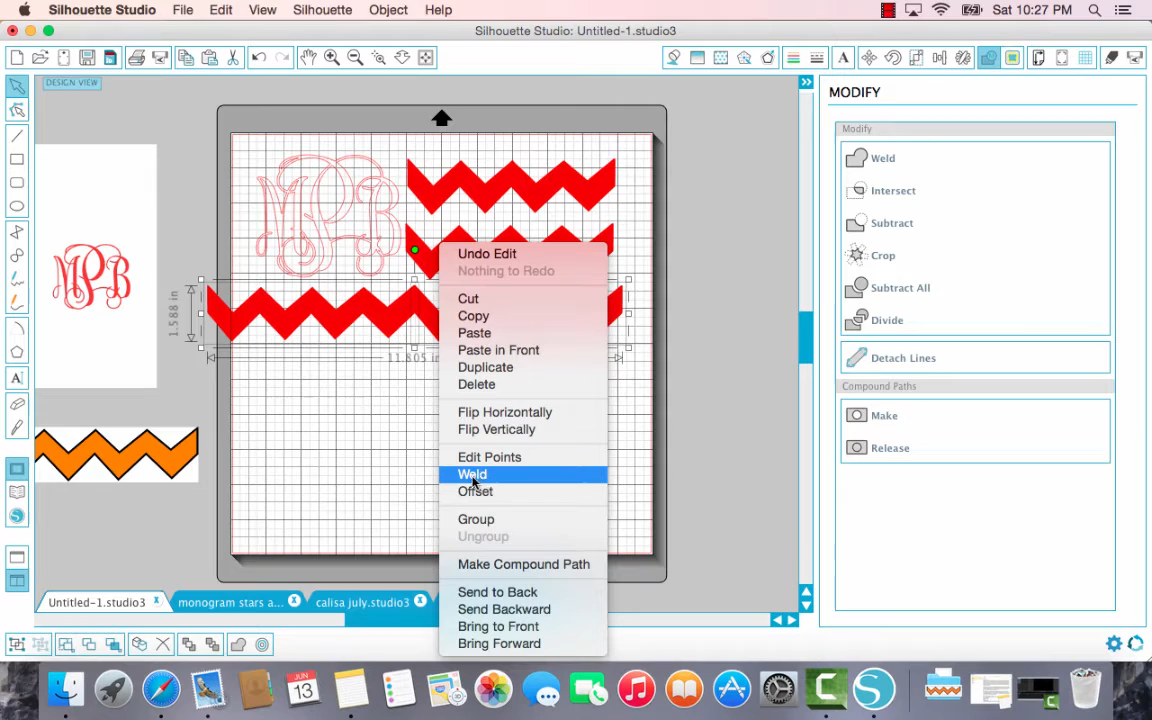 Silhouette Studio File Edit View Silhouette Object Help Sat 10:27 PM
Silhouette Studio: Untitled-1.studio3
DESIGN VIEW
MODIFY
Modify
Weld
Intersect
Subtract
Crop
Subtract All
Divide
Detach Lines
Compound Paths
Make
Release
MPB
MPB
1.588 in
11.805 in
Undo Edit
Nothing to Redo
Cut
Copy
Paste
Paste in Front
Duplicate
Delete
Flip Horizontally
Flip Vertically
Edit Points
Weld
Offset
Group
Ungroup
Make Compound Path
Send to Back
Send Backward
Bring to Front
Bring Forward
Untitled-1.studio3 monogram stars a... calisa july.studio3
JUN
13